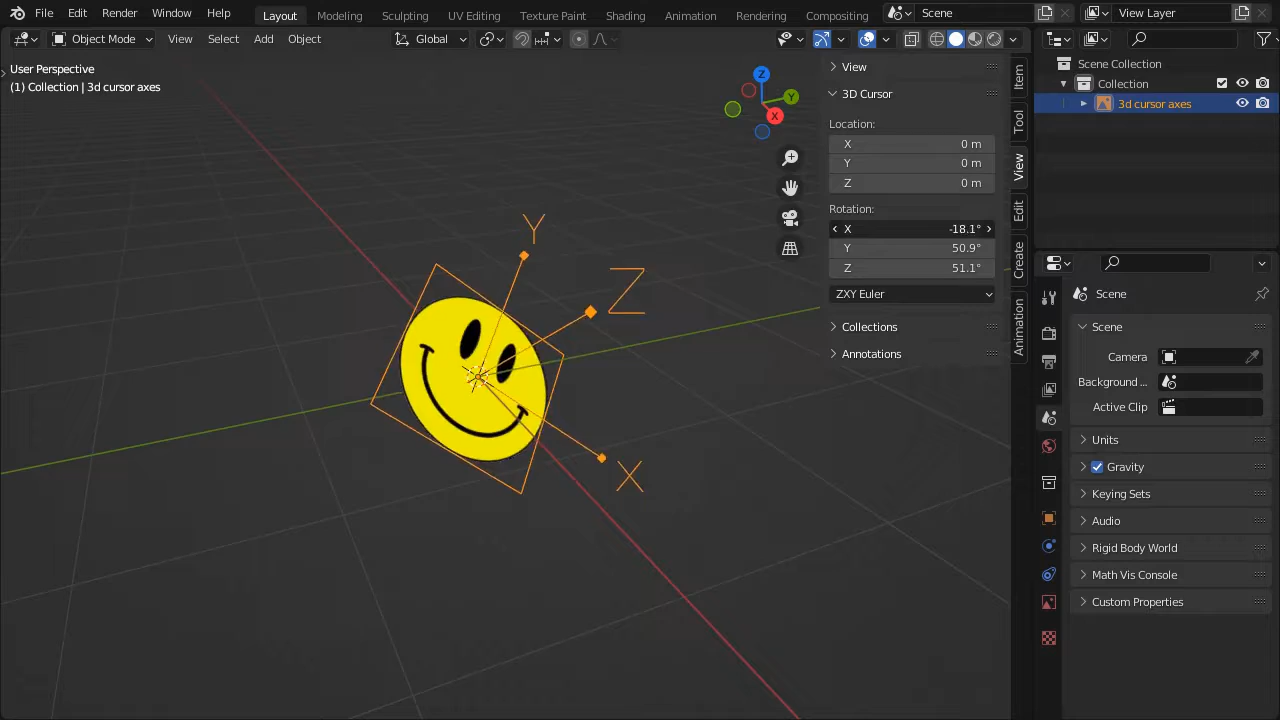 File Edit Render Window Help Layout Modeling Sculpting UV Editing Texture Paint Shading Animation Rendering Compositing Scene View Layer
Object Mode View Select Add Object Global
User Perspective
(1) Collection | 3d cursor axes
Z
Y
X
View
3D Cursor
Location:
X 0 m
Y 0 m
Z 0 m
Rotation:
X -18.1°
Y 50.9°
Z 51.1°
ZXY Euler
Collections
Annotations
Item
Tool
View
Edit
Create
Animation
Y
Z
X
Scene Collection
Collection
3d cursor axes
Scene
Scene
Camera
Background ...
Active Clip
Units
Gravity
Keying Sets
Audio
Rigid Body World
Math Vis Console
Custom Properties